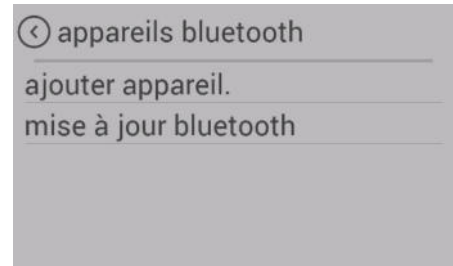 appareils bluetooth
ajouter appareil.
mise à jour bluetooth